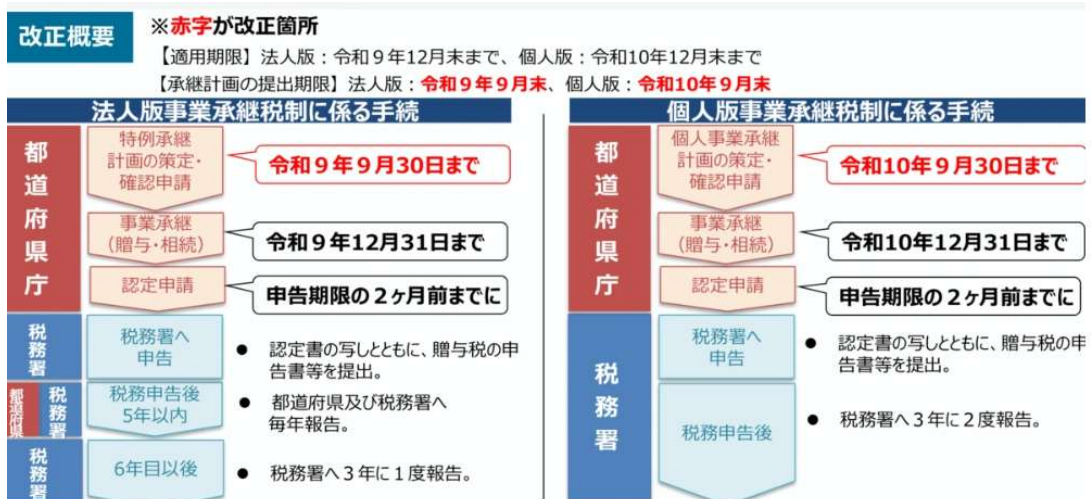 改正概要
※赤字が改正箇所
【適用期限】法人版：令和９年12月末まで、個人版：令和10年12月末まで
【承継計画の提出期限】法人版：令和９年９月末、個人版：令和10年９月末
法人版事業承継税制に係る手続
都道府県庁
特例承継
計画の策定・
確認申請
令和９年９月30日まで
事業承継
（贈与・相続）
令和９年12月31日まで
認定申請
申告期限の２ヶ月前までに
税務署
税務署へ
申告
● 認定書の写しとともに、贈与税の申
告書等を提出。
都道府県
税務署
税務申告後
5年以内
● 都道府県及び税務署へ
毎年報告。
税務署
6年目以後
● 税務署へ３年に１度報告。
個人版事業承継税制に係る手続
都道府県庁
個人事業承継
計画の策定・
確認申請
令和10年９月30日まで
事業承継
（贈与・相続）
令和10年12月31日まで
認定申請
申告期限の２ヶ月前までに
税務署
税務署へ
申告
● 認定書の写しとともに、贈与税の申
告書等を提出。
税務申告後
● 税務署へ３年に２度報告。